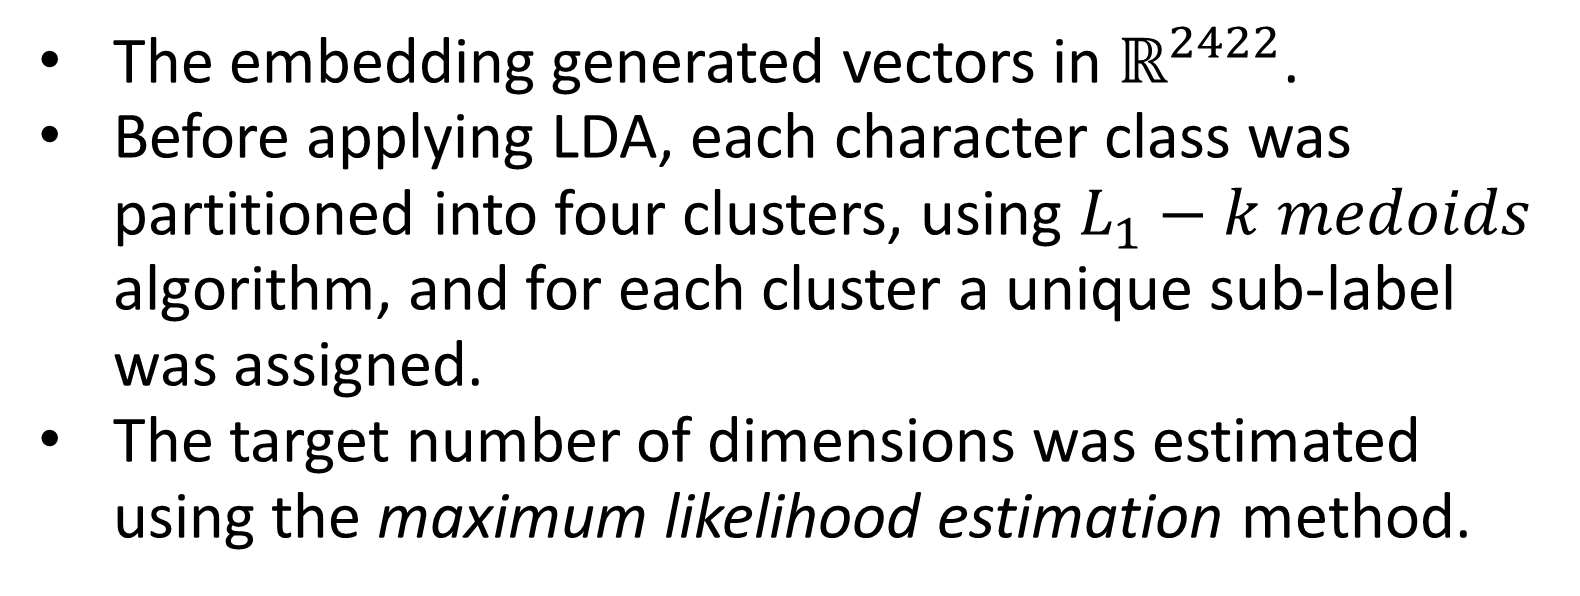 • The embedding generated vectors in ℝ²⁴²².
• Before applying LDA, each character class was
partitioned into four clusters, using L₁ − k medoids
algorithm, and for each cluster a unique sub-label
was assigned.
• The target number of dimensions was estimated
using the maximum likelihood estimation method.